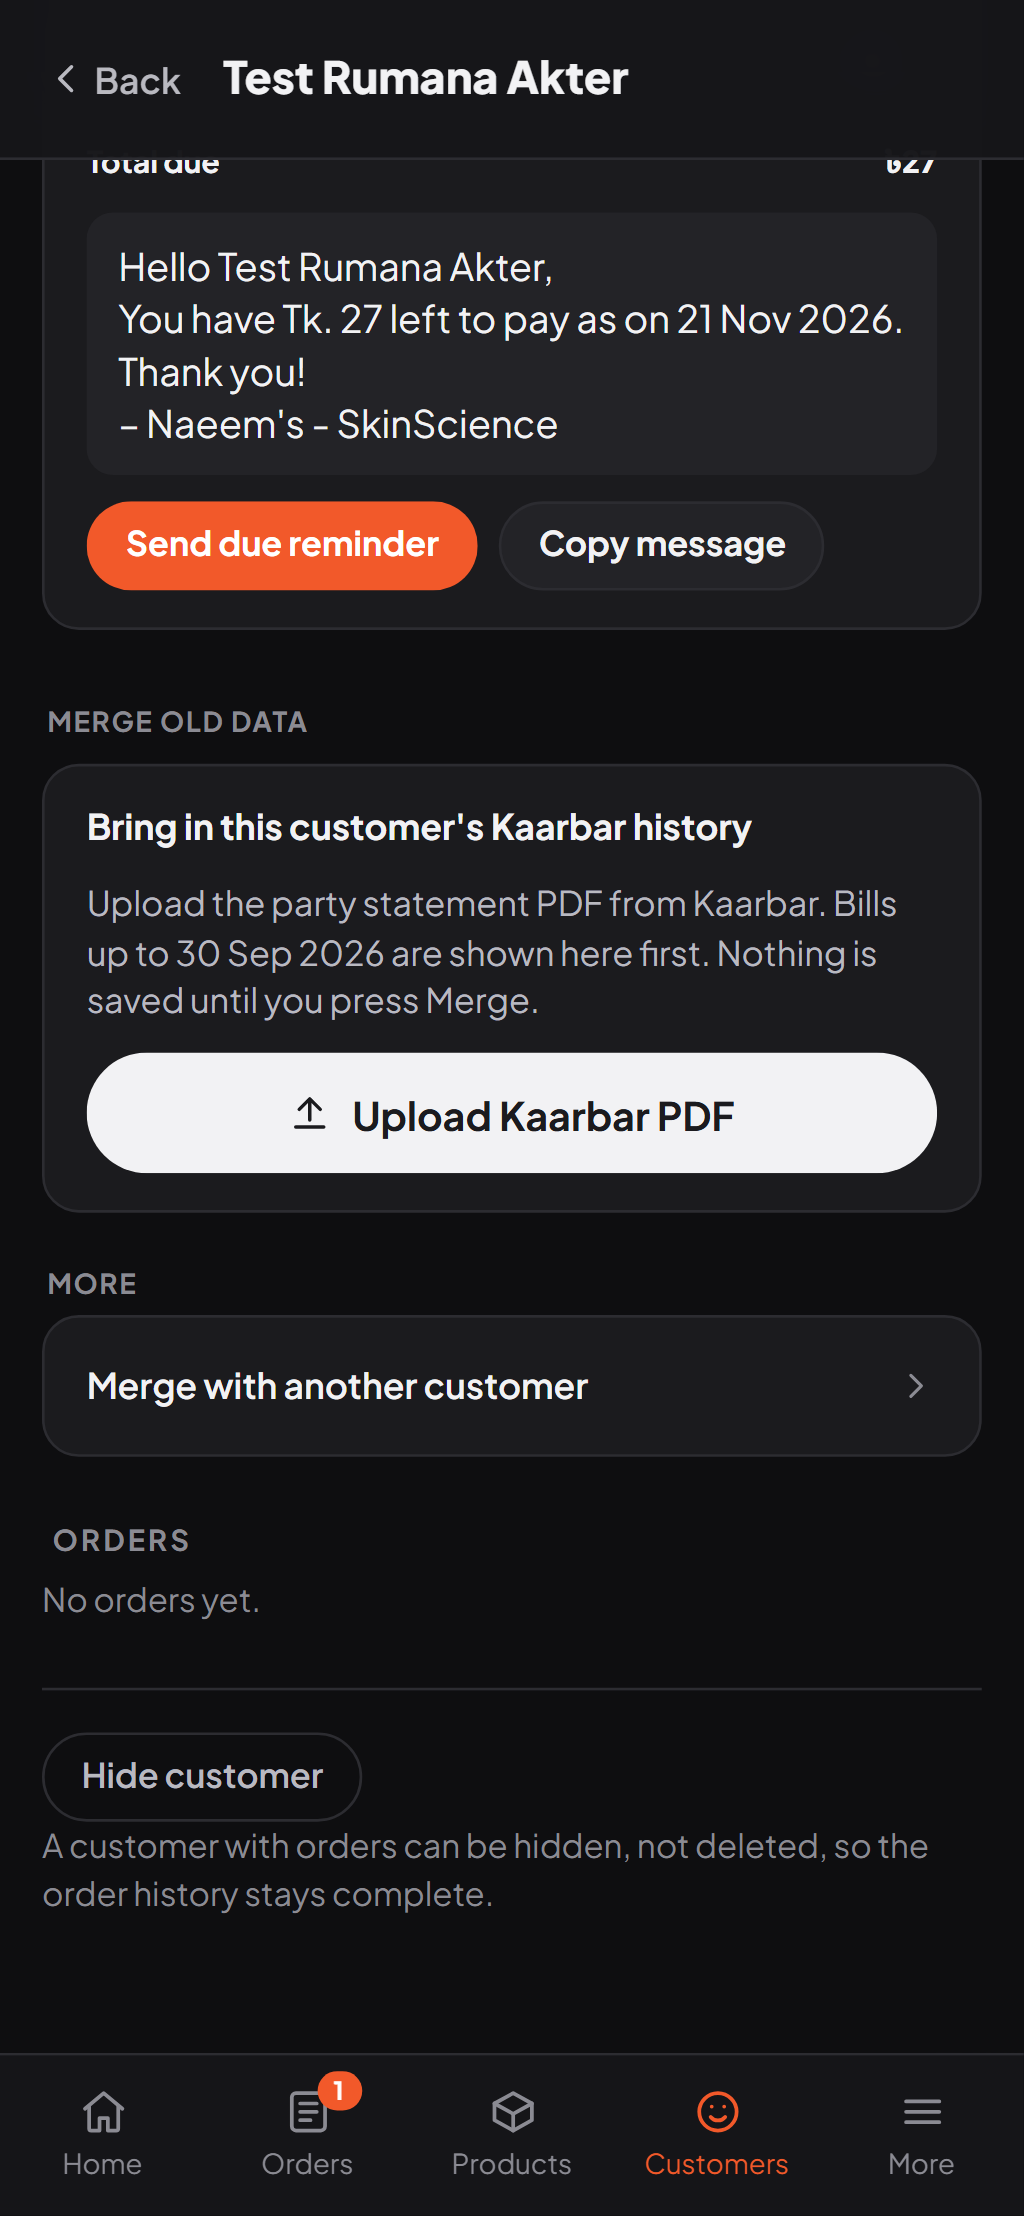 Back
Test Rumana Akter
Total due
৳27
Hello Test Rumana Akter,
You have Tk. 27 left to pay as on 21 Nov 2026.
Thank you!
– Naeem's - SkinScience
Send due reminder
Copy message
MERGE OLD DATA
Bring in this customer's Kaarbar history
Upload the party statement PDF from Kaarbar. Bills
up to 30 Sep 2026 are shown here first. Nothing is
saved until you press Merge.
Upload Kaarbar PDF
MORE
Merge with another customer
ORDERS
No orders yet.
Hide customer
A customer with orders can be hidden, not deleted, so the
order history stays complete.
1
Home
Orders
Products
Customers
More